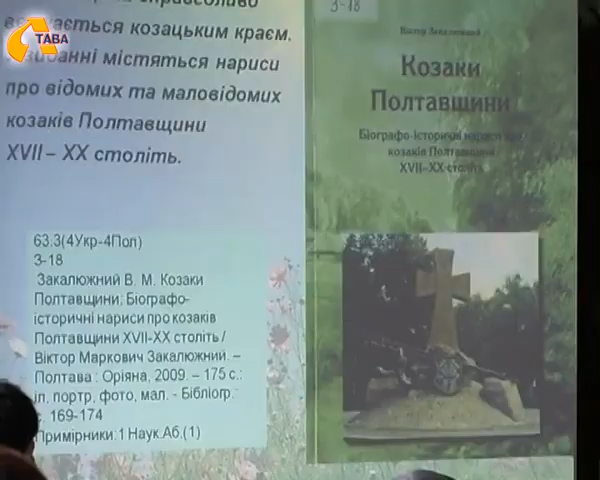 ТАВА
справедливо
вважається козацьким краєм.
виданні містяться нариси
про відомих та маловідомих
козаків Полтавщини
XVII – XX століть.
63.3(4Укр-4Пол)
З-18
Закалюжний В. М. Козаки
Полтавщини: Біографо-
історичні нариси про козаків
Полтавщини XVII-XX століть /
Віктор Маркович Закалюжний. –
Полтава : Оріяна, 2009. – 175 с.:
іл, портр, фото, мал. - Бібліогр.:
с. 169-174
Примірники: 1 Наук.Аб.(1)
З-18
Віктор Закалюжний
Козаки
Полтавщини
Біографо-історичні нариси про
козаків Полтавщини
XVII–XX століть